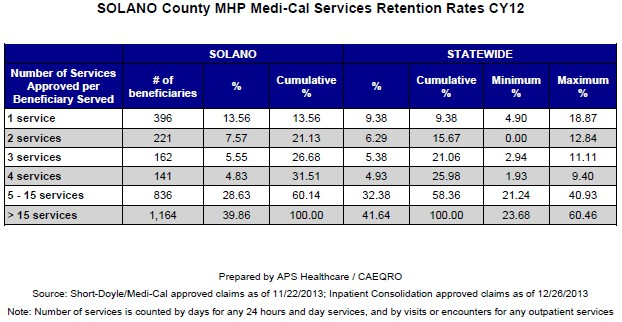 SOLANO County MHP Medi-Cal Services Retention Rates CY12
SOLANO STATEWIDE
Number of Services Approved per Beneficiary Served # of beneficiaries % Cumulative % % Cumulative % Minimum % Maximum %
1 service 396 13.56 13.56 9.38 9.38 4.90 18.87
2 services 221 7.57 21.13 6.29 15.67 0.00 12.84
3 services 162 5.55 26.68 5.38 21.06 2.94 11.11
4 services 141 4.83 31.51 4.93 25.98 1.93 9.40
5 - 15 services 836 28.63 60.14 32.38 58.36 21.24 40.93
> 15 services 1,164 39.86 100.00 41.64 100.00 23.68 60.46
Prepared by APS Healthcare / CAEQRO
Source: Short-Doyle/Medi-Cal approved claims as of 11/22/2013; Inpatient Consolidation approved claims as of 12/26/2013
Note: Number of services is counted by days for any 24 hours and day services, and by visits or encounters for any outpatient services